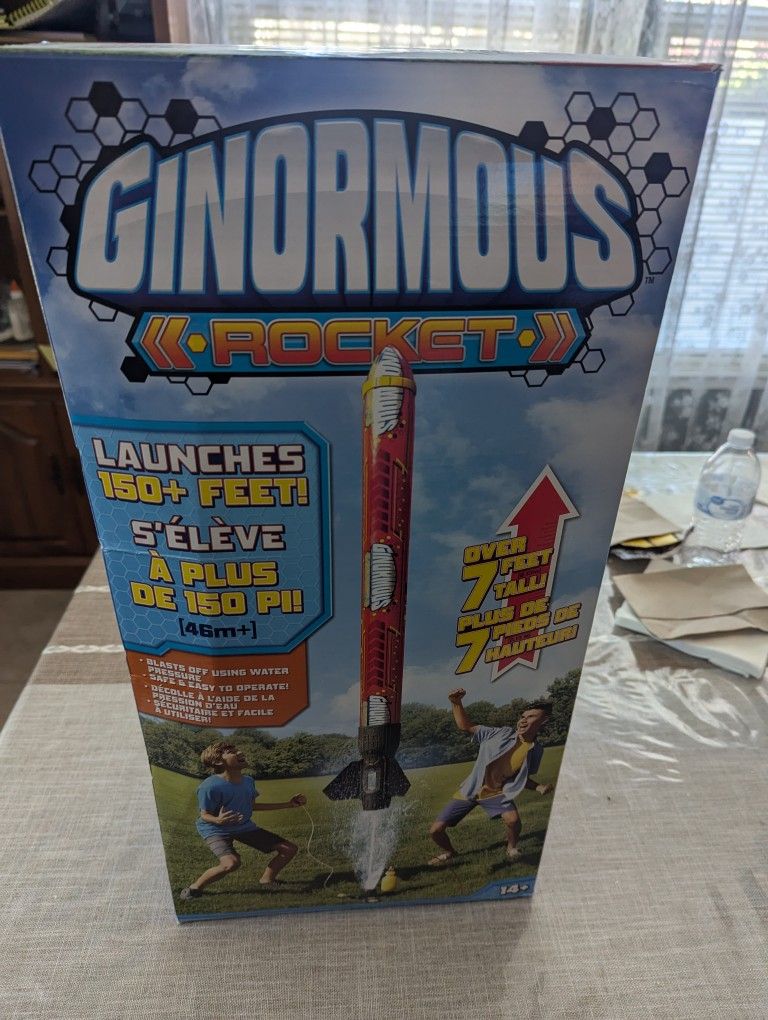 GINORMOUS
TM
ROCKET
LAUNCHES
150+ FEET!
S'ÉLÈVE
À PLUS
DE 150 PI!
[46m+]
• BLASTS OFF USING WATER
PRESSURE
• SAFE & EASY TO OPERATE!
• DÉCOLLE À L'AIDE DE LA
PRESSION D'EAU
• SÉCURITAIRE ET FACILE
À UTILISER!
OVER
7 FEET
TALL!
PLUS DE
7 PIEDS DE
HAUTEUR!
GINORMOUS
14+